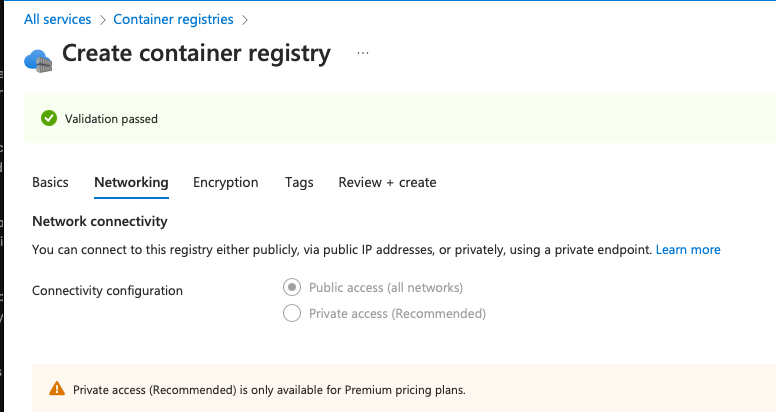 All services > Container registries >
Create container registry ...
Validation passed
Basics Networking Encryption Tags Review + create
Network connectivity
You can connect to this registry either publicly, via public IP addresses, or privately, using a private endpoint. Learn more
Connectivity configuration Public access (all networks)
Private access (Recommended)
Private access (Recommended) is only available for Premium pricing plans.